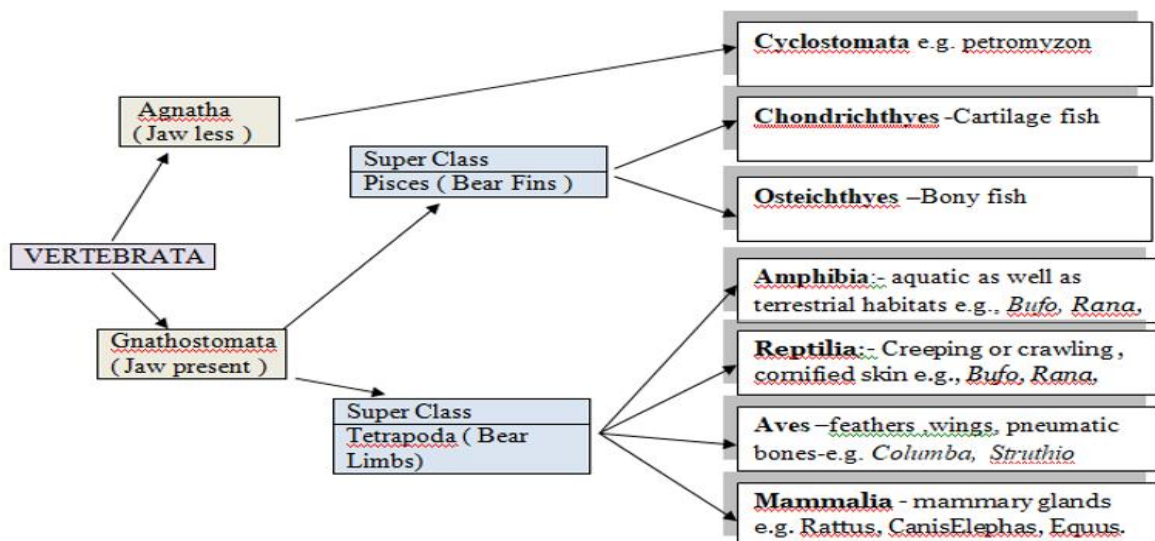 Cyclostomata e.g. petromyzon
Agnatha
( Jaw less )
Chondrichthyes -Cartilage fish
Super Class
Pisces ( Bear Fins )
Osteichthyes –Bony fish
VERTEBRATA
Amphibia:- aquatic as well as
terrestrial habitats e.g., Bufo, Rana,
Gnathostomata
(Jaw present )
Reptilia:- Creeping or crawling ,
cornified skin e.g., Bufo, Rana,
Super Class
Tetrapoda ( Bear
Limbs)
Aves –feathers ,wings, pneumatic
bones-e.g. Columba, Struthio
Mammalia - mammary glands
e.g. Rattus, CanisElephas, Equus.